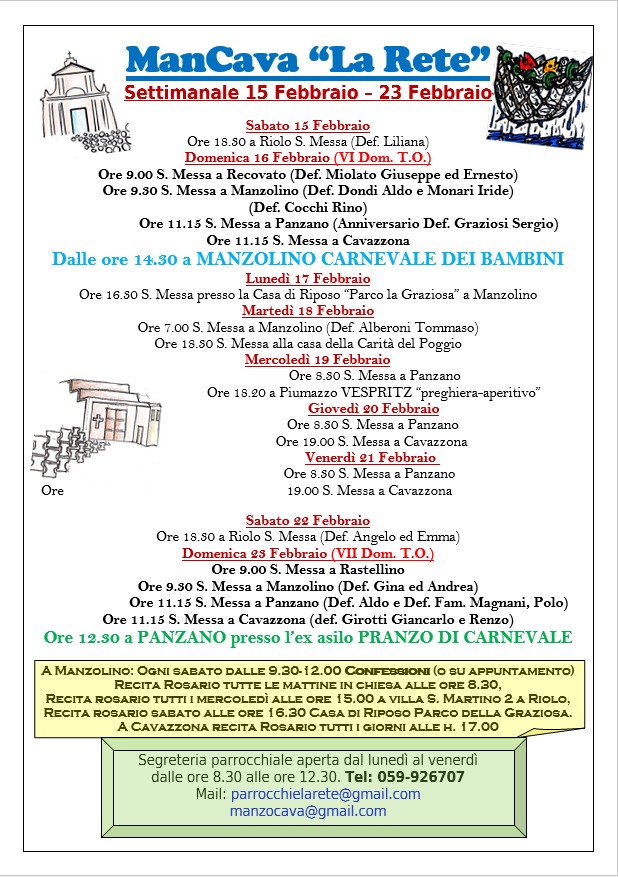 ManCava “La Rete”
Settimanale 15 Febbraio – 23 Febbraio
Sabato 15 Febbraio
Ore 18.30 a Riolo S. Messa (Def. Liliana)
Domenica 16 Febbraio (VI Dom. T.O.)
Ore 9.00 S. Messa a Recovato (Def. Miolato Giuseppe ed Ernesto)
Ore 9.30 S. Messa a Manzolino (Def. Dondi Aldo e Monari Iride)
(Def. Cocchi Rino)
Ore 11.15 S. Messa a Panzano (Anniversario Def. Graziosi Sergio)
Ore 11.15 S. Messa a Cavazzona
Dalle ore 14.30 a MANZOLINO CARNEVALE DEI BAMBINI
Lunedì 17 Febbraio
Ore 16.30 S. Messa presso la Casa di Riposo “Parco la Graziosa” a Manzolino
Martedì 18 Febbraio
Ore 7.00 S. Messa a Manzolino (Def. Alberoni Tommaso)
Ore 18.30 S. Messa alla casa della Carità del Poggio
Mercoledì 19 Febbraio
Ore 8.30 S. Messa a Panzano
Ore 18.20 a Piumazzo VESPRITZ “preghiera-aperitivo”
Giovedì 20 Febbraio
Ore 8.30 S. Messa a Panzano
Ore 19.00 S. Messa a Cavazzona
Venerdì 21 Febbraio
Ore 8.30 S. Messa a Panzano
Ore 19.00 S. Messa a Cavazzona
Sabato 22 Febbraio
Ore 18.30 a Riolo S. Messa (Def. Angelo ed Emma)
Domenica 23 Febbraio (VII Dom. T.O.)
Ore 9.00 S. Messa a Rastellino
Ore 9.30 S. Messa a Manzolino (Def. Gina ed Andrea)
Ore 11.15 S. Messa a Panzano (Def. Aldo e Def. Fam. Magnani, Polo)
Ore 11.15 S. Messa a Cavazzona (def. Girotti Giancarlo e Renzo)
Ore 12.30 a PANZANO presso l’ex asilo PRANZO DI CARNEVALE
A Manzolino: Ogni sabato dalle 9.30-12.00 Confessioni (o su appuntamento)
Recita Rosario tutte le mattine in chiesa alle ore 8.30,
Recita rosario tutti i mercoledì alle ore 15.00 a villa S. Martino 2 a Riolo,
Recita rosario sabato alle ore 16.30 Casa di Riposo Parco della Graziosa.
A Cavazzona recita Rosario tutti i giorni alle h. 17.00
Segreteria parrocchiale aperta dal lunedì al venerdì
dalle ore 8.30 alle ore 12.30. Tel: 059-926707
Mail: parrocchielarete@gmail.com
manzocava@gmail.com